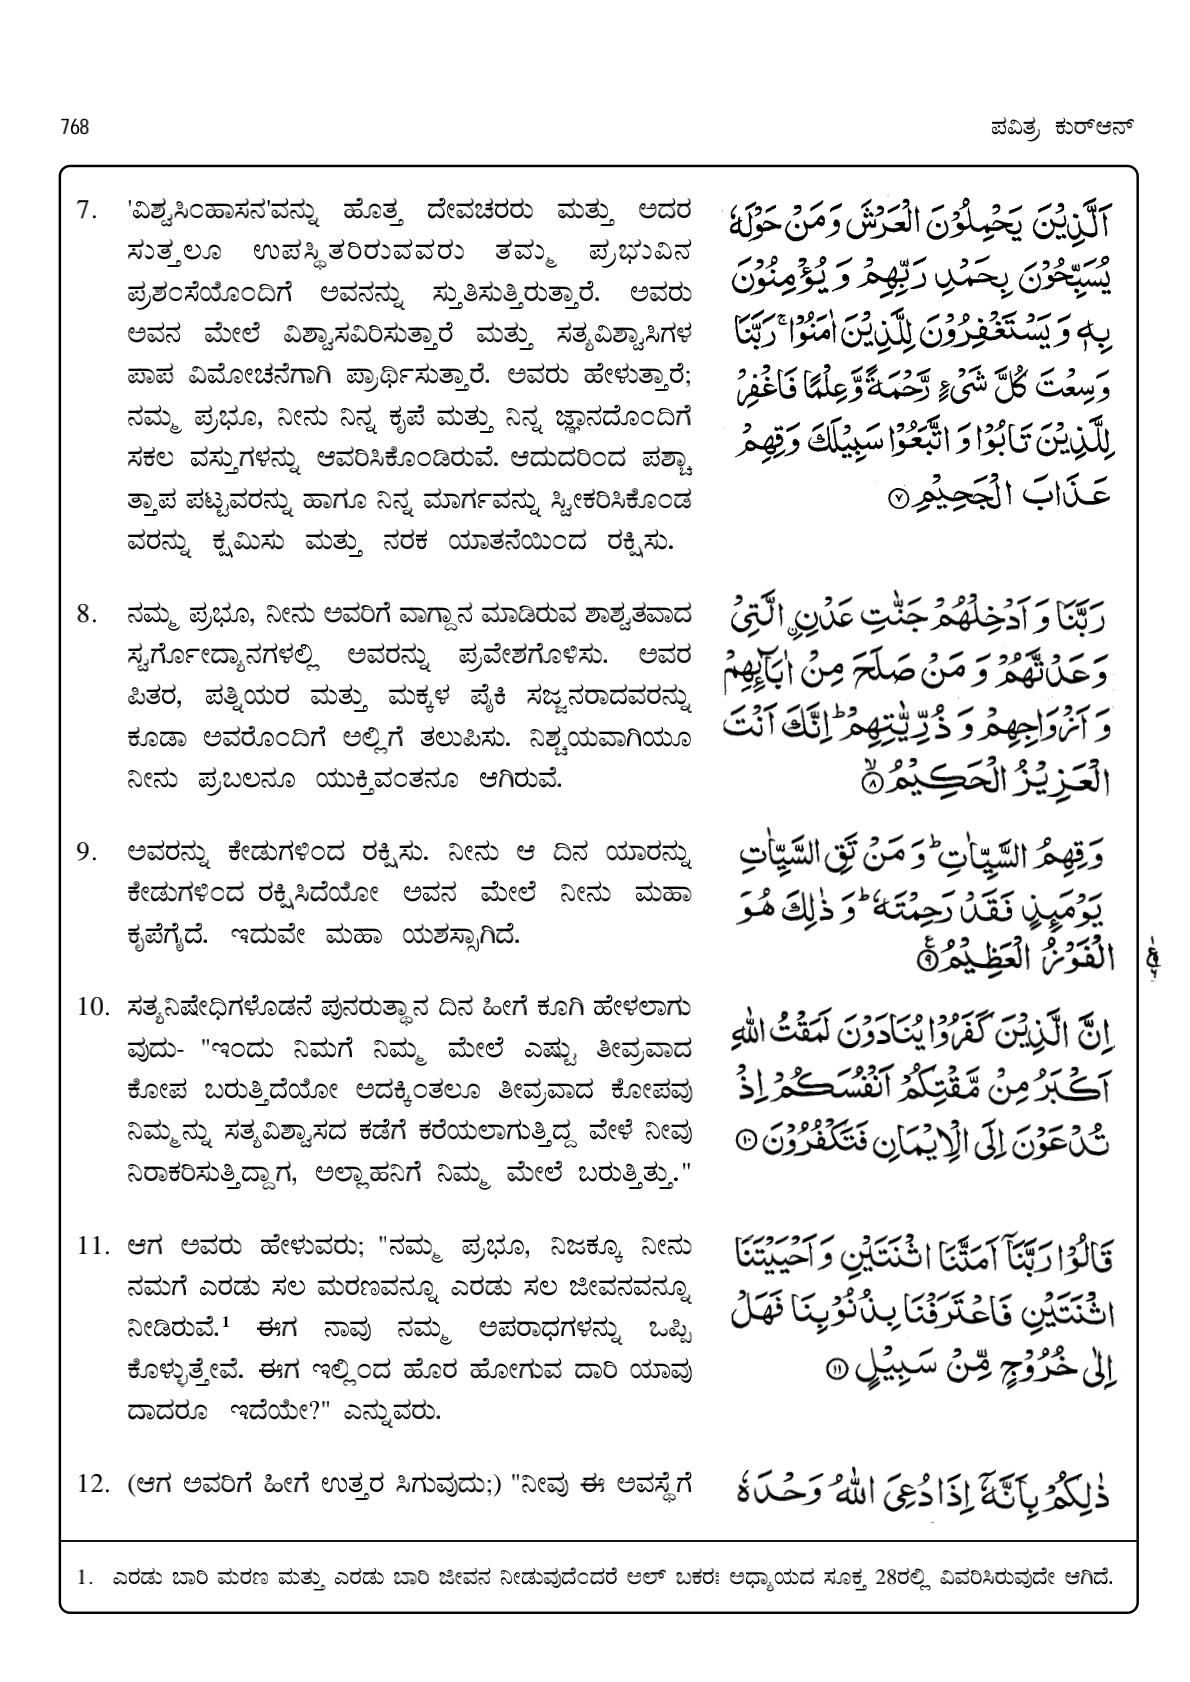 768
ಪವಿತ್ರ ಕುರ್‌ಆನ್
7. 'ವಿಶ್ವಸಿಂಹಾಸನ'ವನ್ನು ಹೊತ್ತ ದೇವಚರರು ಮತ್ತು ಅದರ
ಸುತ್ತಲೂ ಉಪಸ್ಥಿತರಿರುವವರು ತಮ್ಮ ಪ್ರಭುವಿನ
ಪ್ರಶಂಸೆಯೊಂದಿಗೆ ಅವನನ್ನು ಸ್ತುತಿಸುತ್ತಿರುತ್ತಾರೆ. ಅವರು
ಅವನ ಮೇಲೆ ವಿಶ್ವಾಸವಿರಿಸುತ್ತಾರೆ ಮತ್ತು ಸತ್ಯವಿಶ್ವಾಸಿಗಳ
ಪಾಪ ವಿಮೋಚನೆಗಾಗಿ ಪ್ರಾರ್ಥಿಸುತ್ತಾರೆ. ಅವರು ಹೇಳುತ್ತಾರೆ;
ನಮ್ಮ ಪ್ರಭೂ, ನೀನು ನಿನ್ನ ಕೃಪೆ ಮತ್ತು ನಿನ್ನ ಜ್ಞಾನದೊಂದಿಗೆ
ಸಕಲ ವಸ್ತುಗಳನ್ನು ಆವರಿಸಿಕೊಂಡಿರುವೆ. ಆದುದರಿಂದ ಪಶ್ಚಾ
ತ್ತಾಪ ಪಟ್ಟವರನ್ನು ಹಾಗೂ ನಿನ್ನ ಮಾರ್ಗವನ್ನು ಸ್ವೀಕರಿಸಿಕೊಂಡ
ವರನ್ನು ಕ್ಷಮಿಸು ಮತ್ತು ನರಕ ಯಾತನೆಯಿಂದ ರಕ್ಷಿಸು.
اَلَّذِيْنَ يَحْمِلُوْنَ الْعَرْشَ وَمَنْ حَوْلَهٗ
يُسَبِّحُوْنَ بِحَمْدِ رَبِّهِمْ وَيُؤْمِنُوْنَ
بِهٖ وَيَسْتَغْفِرُوْنَ لِلَّذِيْنَ اٰمَنُوْا ۚ رَبَّنَا
وَسِعْتَ كُلَّ شَيْءٍ رَّحْمَةً وَّعِلْمًا فَاغْفِرْ
لِلَّذِيْنَ تَابُوْا وَاتَّبَعُوْا سَبِيْلَكَ وَقِهِمْ
عَذَابَ الْجَحِيْمِ ۝۷
8. ನಮ್ಮ ಪ್ರಭೂ, ನೀನು ಅವರಿಗೆ ವಾಗ್ದಾನ ಮಾಡಿರುವ ಶಾಶ್ವತವಾದ
ಸ್ವರ್ಗೋದ್ಯಾನಗಳಲ್ಲಿ ಅವರನ್ನು ಪ್ರವೇಶಗೊಳಿಸು. ಅವರ
ಪಿತರ, ಪತ್ನಿಯರ ಮತ್ತು ಮಕ್ಕಳ ಪೈಕಿ ಸಜ್ಜನರಾದವರನ್ನು
ಕೂಡಾ ಅವರೊಂದಿಗೆ ಅಲ್ಲಿಗೆ ತಲುಪಿಸು. ನಿಶ್ಚಯವಾಗಿಯೂ
ನೀನು ಪ್ರಬಲನೂ ಯುಕ್ತಿವಂತನೂ ಆಗಿರುವೆ.
رَبَّنَا وَاَدْخِلْهُمْ جَنّٰتِ عَدْنِ ِۨالَّتِيْ
وَعَدْتَّهُمْ وَمَنْ صَلَحَ مِنْ اٰبَآئِهِمْ
وَاَزْوَاجِهِمْ وَذُرِّيّٰتِهِمْ ؕ اِنَّكَ اَنْتَ
الْعَزِيْزُ الْحَكِيْمُ ۙ۝۸
9. ಅವರನ್ನು ಕೇಡುಗಳಿಂದ ರಕ್ಷಿಸು. ನೀನು ಆ ದಿನ ಯಾರನ್ನು
ಕೇಡುಗಳಿಂದ ರಕ್ಷಿಸಿದೆಯೋ ಅವನ ಮೇಲೆ ನೀನು ಮಹಾ
ಕೃಪೆಗೈದೆ. ಇದುವೇ ಮಹಾ ಯಶಸ್ಸಾಗಿದೆ.
وَقِهِمُ السَّيِّاٰتِ ؕ وَمَنْ تَقِ السَّيِّاٰتِ
يَوْمَئِذٍ فَقَدْ رَحِمْتَهٗ ؕ وَذٰلِكَ هُوَ
الْفَوْزُ الْعَظِيْمُ ۝۹
10. ಸತ್ಯನಿಷೇಧಿಗಳೊಡನೆ ಪುನರುತ್ಥಾನ ದಿನ ಹೀಗೆ ಕೂಗಿ ಹೇಳಲಾಗು
ವುದು- "ಇಂದು ನಿಮಗೆ ನಿಮ್ಮ ಮೇಲೆ ಎಷ್ಟು ತೀವ್ರವಾದ
ಕೋಪ ಬರುತ್ತಿದೆಯೋ ಅದಕ್ಕಿಂತಲೂ ತೀವ್ರವಾದ ಕೋಪವು
ನಿಮ್ಮನ್ನು ಸತ್ಯವಿಶ್ವಾಸದ ಕಡೆಗೆ ಕರೆಯಲಾಗುತ್ತಿದ್ದ ವೇಳೆ ನೀವು
ನಿರಾಕರಿಸುತ್ತಿದ್ದಾಗ, ಅಲ್ಲಾಹನಿಗೆ ನಿಮ್ಮ ಮೇಲೆ ಬರುತ್ತಿತ್ತು."
اِنَّ الَّذِيْنَ كَفَرُوْا يُنَادَوْنَ لَمَقْتُ اللّٰهِ
اَكْبَرُ مِنْ مَّقْتِكُمْ اَنْفُسَكُمْ اِذْ
تُدْعَوْنَ اِلَى الْاِيْمَانِ فَتَكْفُرُوْنَ ۝۱۰
11. ಆಗ ಅವರು ಹೇಳುವರು; "ನಮ್ಮ ಪ್ರಭೂ, ನಿಜಕ್ಕೂ ನೀನು
ನಮಗೆ ಎರಡು ಸಲ ಮರಣವನ್ನೂ ಎರಡು ಸಲ ಜೀವನವನ್ನೂ
ನೀಡಿರುವೆ.¹ ಈಗ ನಾವು ನಮ್ಮ ಅಪರಾಧಗಳನ್ನು ಒಪ್ಪಿ
ಕೊಳ್ಳುತ್ತೇವೆ. ಈಗ ಇಲ್ಲಿಂದ ಹೊರ ಹೋಗುವ ದಾರಿ ಯಾವು
ದಾದರೂ ಇದೆಯೇ?" ಎನ್ನುವರು.
قَالُوْا رَبَّنَآ اَمَتَّنَا اثْنَتَيْنِ وَاَحْيَيْتَنَا
اثْنَتَيْنِ فَاعْتَرَفْنَا بِذُنُوْبِنَا فَهَلْ
اِلٰى خُرُوْجٍ مِّنْ سَبِيْلٍ ۝۱۱
12. (ಆಗ ಅವರಿಗೆ ಹೀಗೆ ಉತ್ತರ ಸಿಗುವುದು;) "ನೀವು ಈ ಅವಸ್ಥೆಗೆ
ذٰلِكُمْ بِاَنَّهٗٓ اِذَا دُعِيَ اللّٰهُ وَحْدَهٗ
1. ಎರಡು ಬಾರಿ ಮರಣ ಮತ್ತು ಎರಡು ಬಾರಿ ಜೀವನ ನೀಡುವುದೆಂದರೆ ಅಲ್ ಬಕರಃ ಅಧ್ಯಾಯದ ಸೂಕ್ತ 28ರಲ್ಲಿ ವಿವರಿಸಿರುವುದೇ ಆಗಿದೆ.